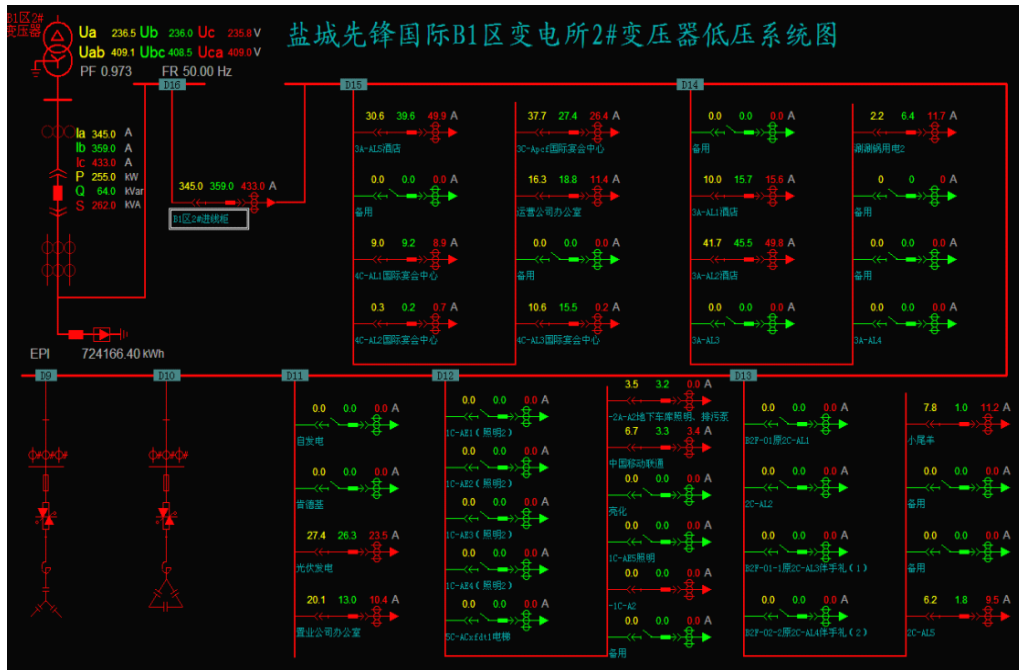 盐城先锋国际B1区变电所2#变压器低压系统图
B1区2#
变压器
Ua 236.5 Ub 236.0 Uc 235.8 V
Uab 409.1 Ubc 408.5 Uca 409.0 V
PF 0.973 FR 50.00 Hz
Ia 345.0 A
Ib 359.0 A
Ic 433.0 A
P 255.0 kW
Q 64.0 kVar
S 262.0 kVA
EPI 724166.40 kWh
D16
345.0 359.0 433.0 A
B1区2#进线柜
D15
30.6 39.6 49.9 A
3A-AL5酒店
0.0 0.0 0.0 A
备用
9.0 9.2 8.9 A
4C-AL1国际宴会中心
0.3 0.2 0.7 A
4C-AL2国际宴会中心
37.7 27.4 26.4 A
3C-Apcf国际宴会中心
16.3 18.8 11.4 A
运营公司办公室
0.0 0.0 0.0 A
备用
10.6 15.5 0.2 A
4C-AL3国际宴会中心
D14
0.0 0.0 0.0 A
备用
10.0 15.7 15.6 A
3A-AL1酒店
41.7 45.5 49.8 A
3A-AL2酒店
0.0 0.0 0.0 A
3A-AL3
2.2 6.4 11.7 A
涮涮锅用电2
0 0 0 A
备用
0.0 0.0 0.0 A
备用
0.0 0.0 0.0 A
3A-AL4
D9
D10
D11
0.0 0.0 0.0 A
自发电
0.0 0.0 0.0 A
肯德基
27.4 26.3 23.5 A
光伏发电
20.1 13.0 10.4 A
置业公司办公室
D12
0.0 0.0 0.0 A
1C-AE1(照明2)
0.0 0.0 0.0 A
1C-AE2(照明2)
0.0 0.0 0.0 A
1C-AE3(照明2)
0.0 0.0 0.0 A
1C-AE4(照明2)
0.0 0.0 0.0 A
5C-ACxfdt1电梯
3.5 3.2 0.0 A
-2A-A2地下车库照明、排污泵
6.7 3.3 3.4 A
中国移动联通
0.0 0.0 0.0 A
亮化
0.0 0.0 0.0 A
1C-AE5照明
0.0 0.0 0.0 A
-1C-A2
0.0 0.0 0.0 A
备用
D13
0.0 0.0 0.0 A
B2F-01原2C-AL1
0.0 0.0 0.0 A
2C-AL2
0.0 0.0 0.0 A
B2F-01-1原2C-AL3伴手礼(1)
0.0 0.0 0.0 A
B2F-02-2原2C-AL4伴手礼(2)
7.8 1.0 11.2 A
小尾羊
0.0 0.0 0.0 A
备用
0.0 0.0 0.0 A
备用
6.2 1.8 9.5 A
2C-AL5